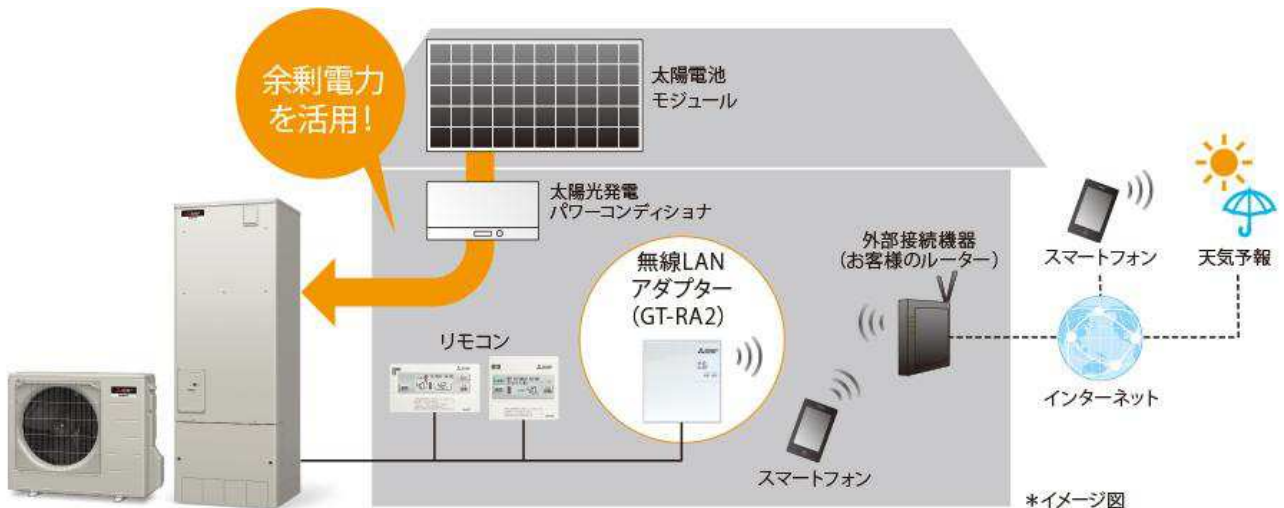 余剰電力
を活用!
太陽電池
モジュール
太陽光発電
パワーコンディショナ
無線LAN
アダプター
(GT-RA2)
リモコン
外部接続機器
(お客様のルーター)
スマートフォン
天気予報
インターネット
スマートフォン
*イメージ図